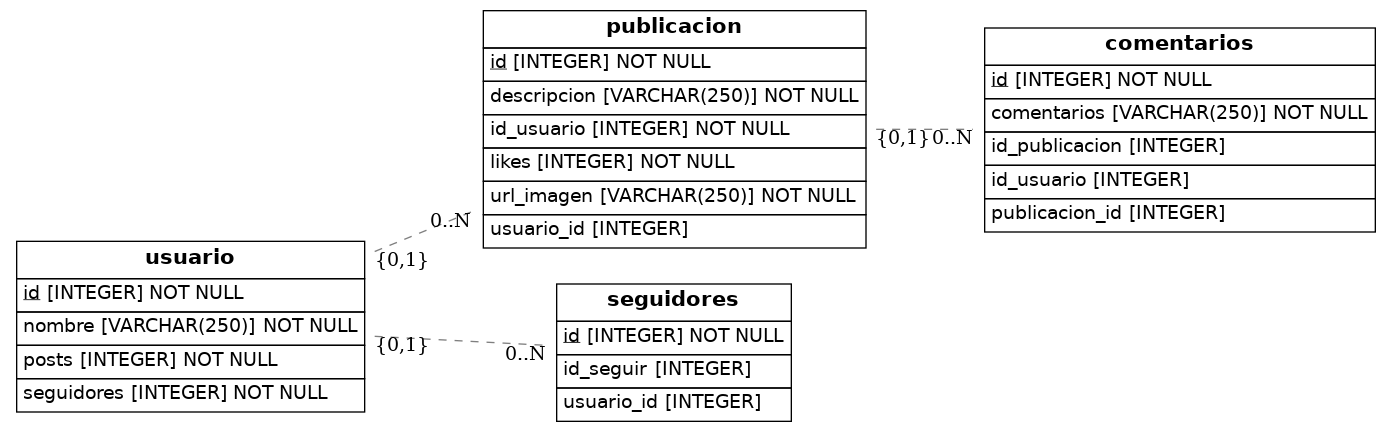 publicacion
id [INTEGER] NOT NULL
descripcion [VARCHAR(250)] NOT NULL
id_usuario [INTEGER] NOT NULL
likes [INTEGER] NOT NULL
url_imagen [VARCHAR(250)] NOT NULL
usuario_id [INTEGER]
comentarios
id [INTEGER] NOT NULL
comentarios [VARCHAR(250)] NOT NULL
id_publicacion [INTEGER]
id_usuario [INTEGER]
publicacion_id [INTEGER]
{0,1} 0..N
0..N
{0,1}
usuario
id [INTEGER] NOT NULL
nombre [VARCHAR(250)] NOT NULL
posts [INTEGER] NOT NULL
seguidores [INTEGER] NOT NULL
{0,1}
0..N
seguidores
id [INTEGER] NOT NULL
id_seguir [INTEGER]
usuario_id [INTEGER]